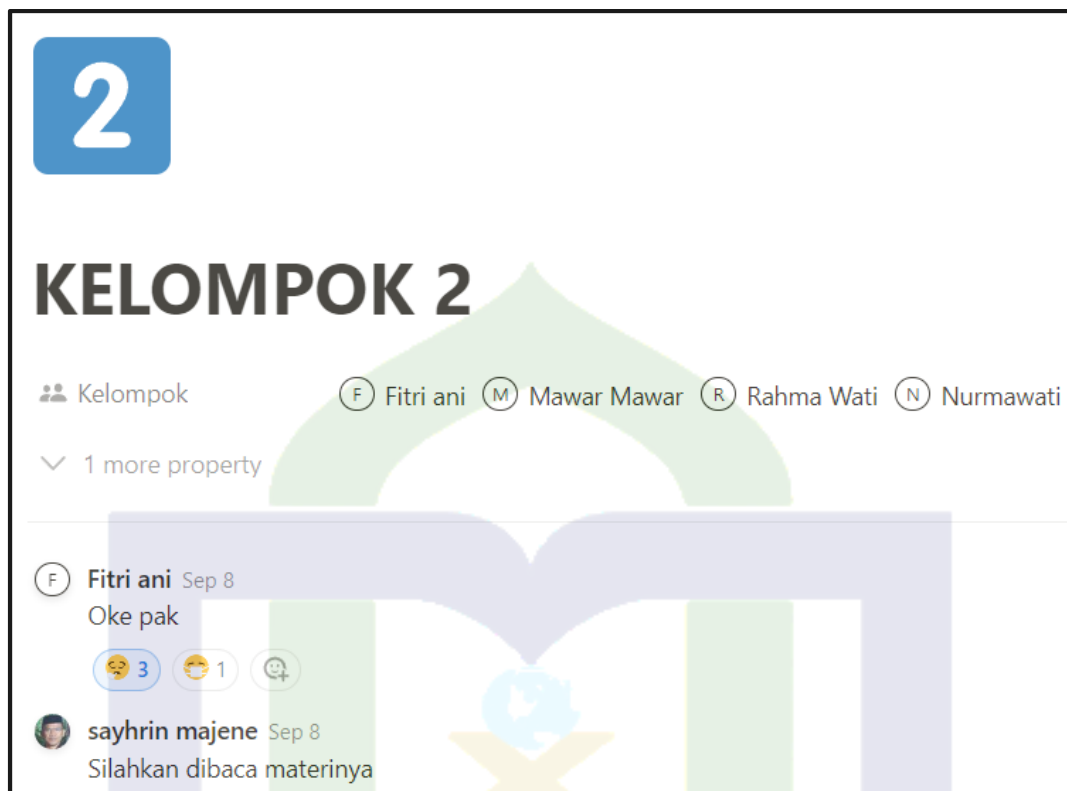 2
KELOMPOK 2
Kelompok F Fitri ani M Mawar Mawar R Rahma Wati N Nurmawati
1 more property
F Fitri ani Sep 8
Oke pak
3 1
sayhrin majene Sep 8
Silahkan dibaca materinya